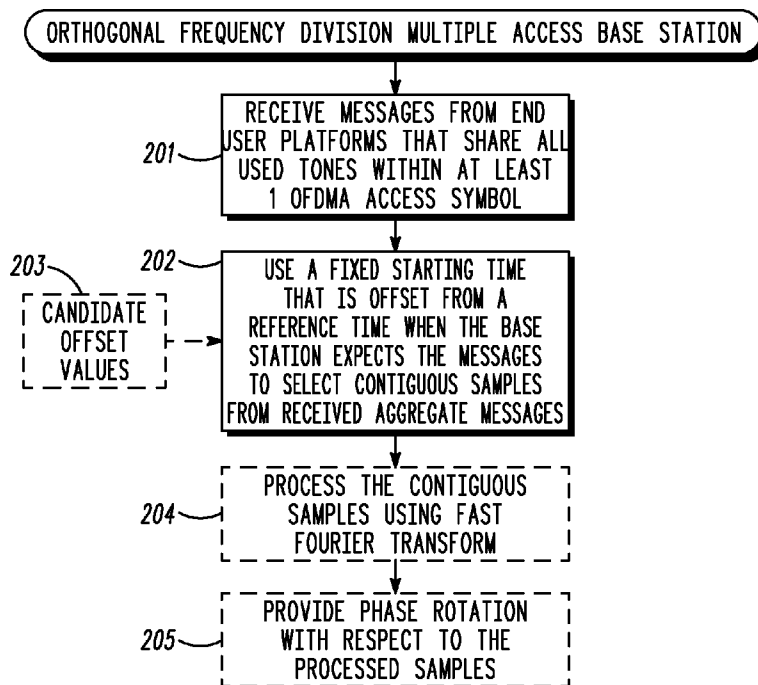 ORTHOGONAL FREQUENCY DIVISION MULTIPLE ACCESS BASE STATION
201
RECEIVE MESSAGES FROM END
USER PLATFORMS THAT SHARE ALL
USED TONES WITHIN AT LEAST
1 OFDMA ACCESS SYMBOL
203
CANDIDATE
OFFSET
VALUES
202
USE A FIXED STARTING TIME
THAT IS OFFSET FROM A
REFERENCE TIME WHEN THE BASE
STATION EXPECTS THE MESSAGES
TO SELECT CONTIGUOUS SAMPLES
FROM RECEIVED AGGREGATE MESSAGES
204
PROCESS THE CONTIGUOUS
SAMPLES USING FAST
FOURIER TRANSFORM
205
PROVIDE PHASE ROTATION
WITH RESPECT TO THE
PROCESSED SAMPLES